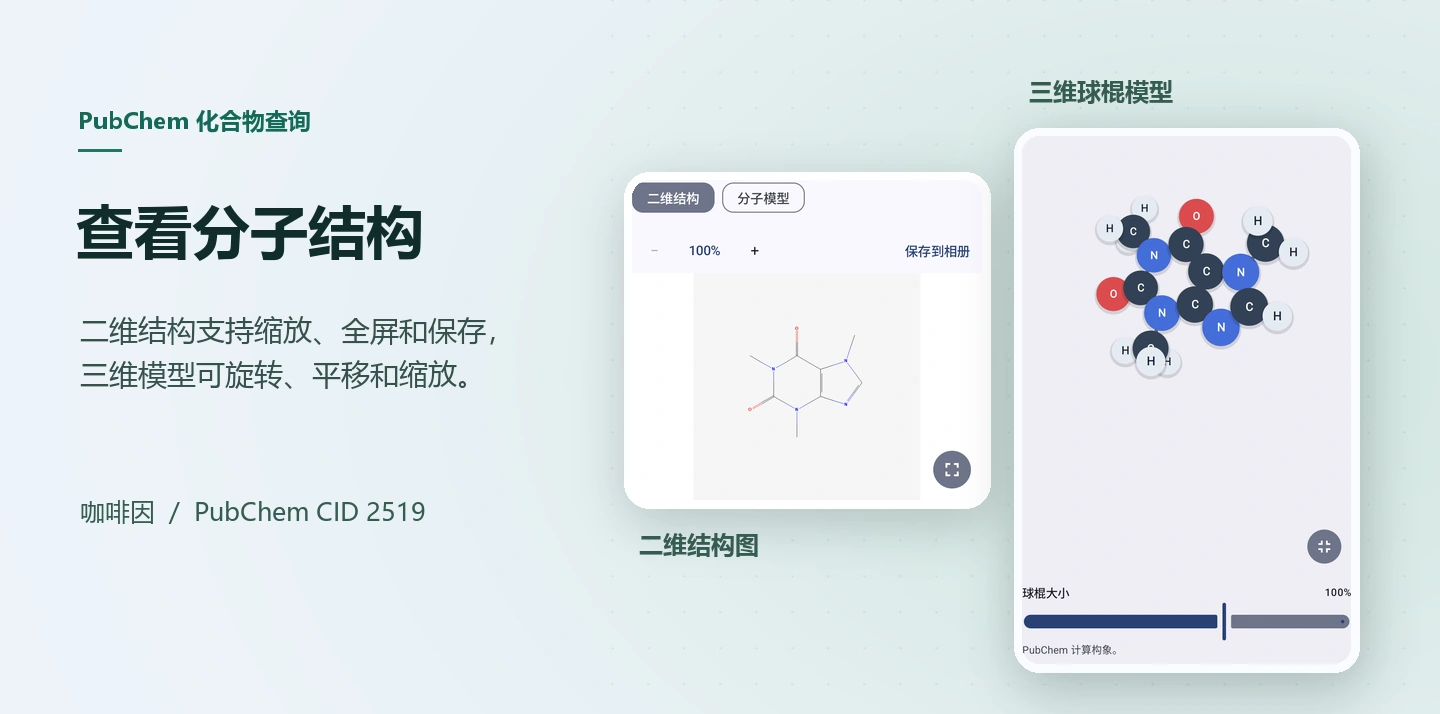 PubChem 化合物查询
查看分子结构
二维结构支持缩放、全屏和保存,
三维模型可旋转、平移和缩放。
咖啡因 / PubChem CID 2519
二维结构 分子模型
− 100% + 保存到相册
二维结构图
三维球棍模型
H
O
H
H
C
C
C
H
N
C
N
O
C
C
C
N
H
N
H
H
H
球棍大小 100%
PubChem 计算构象。